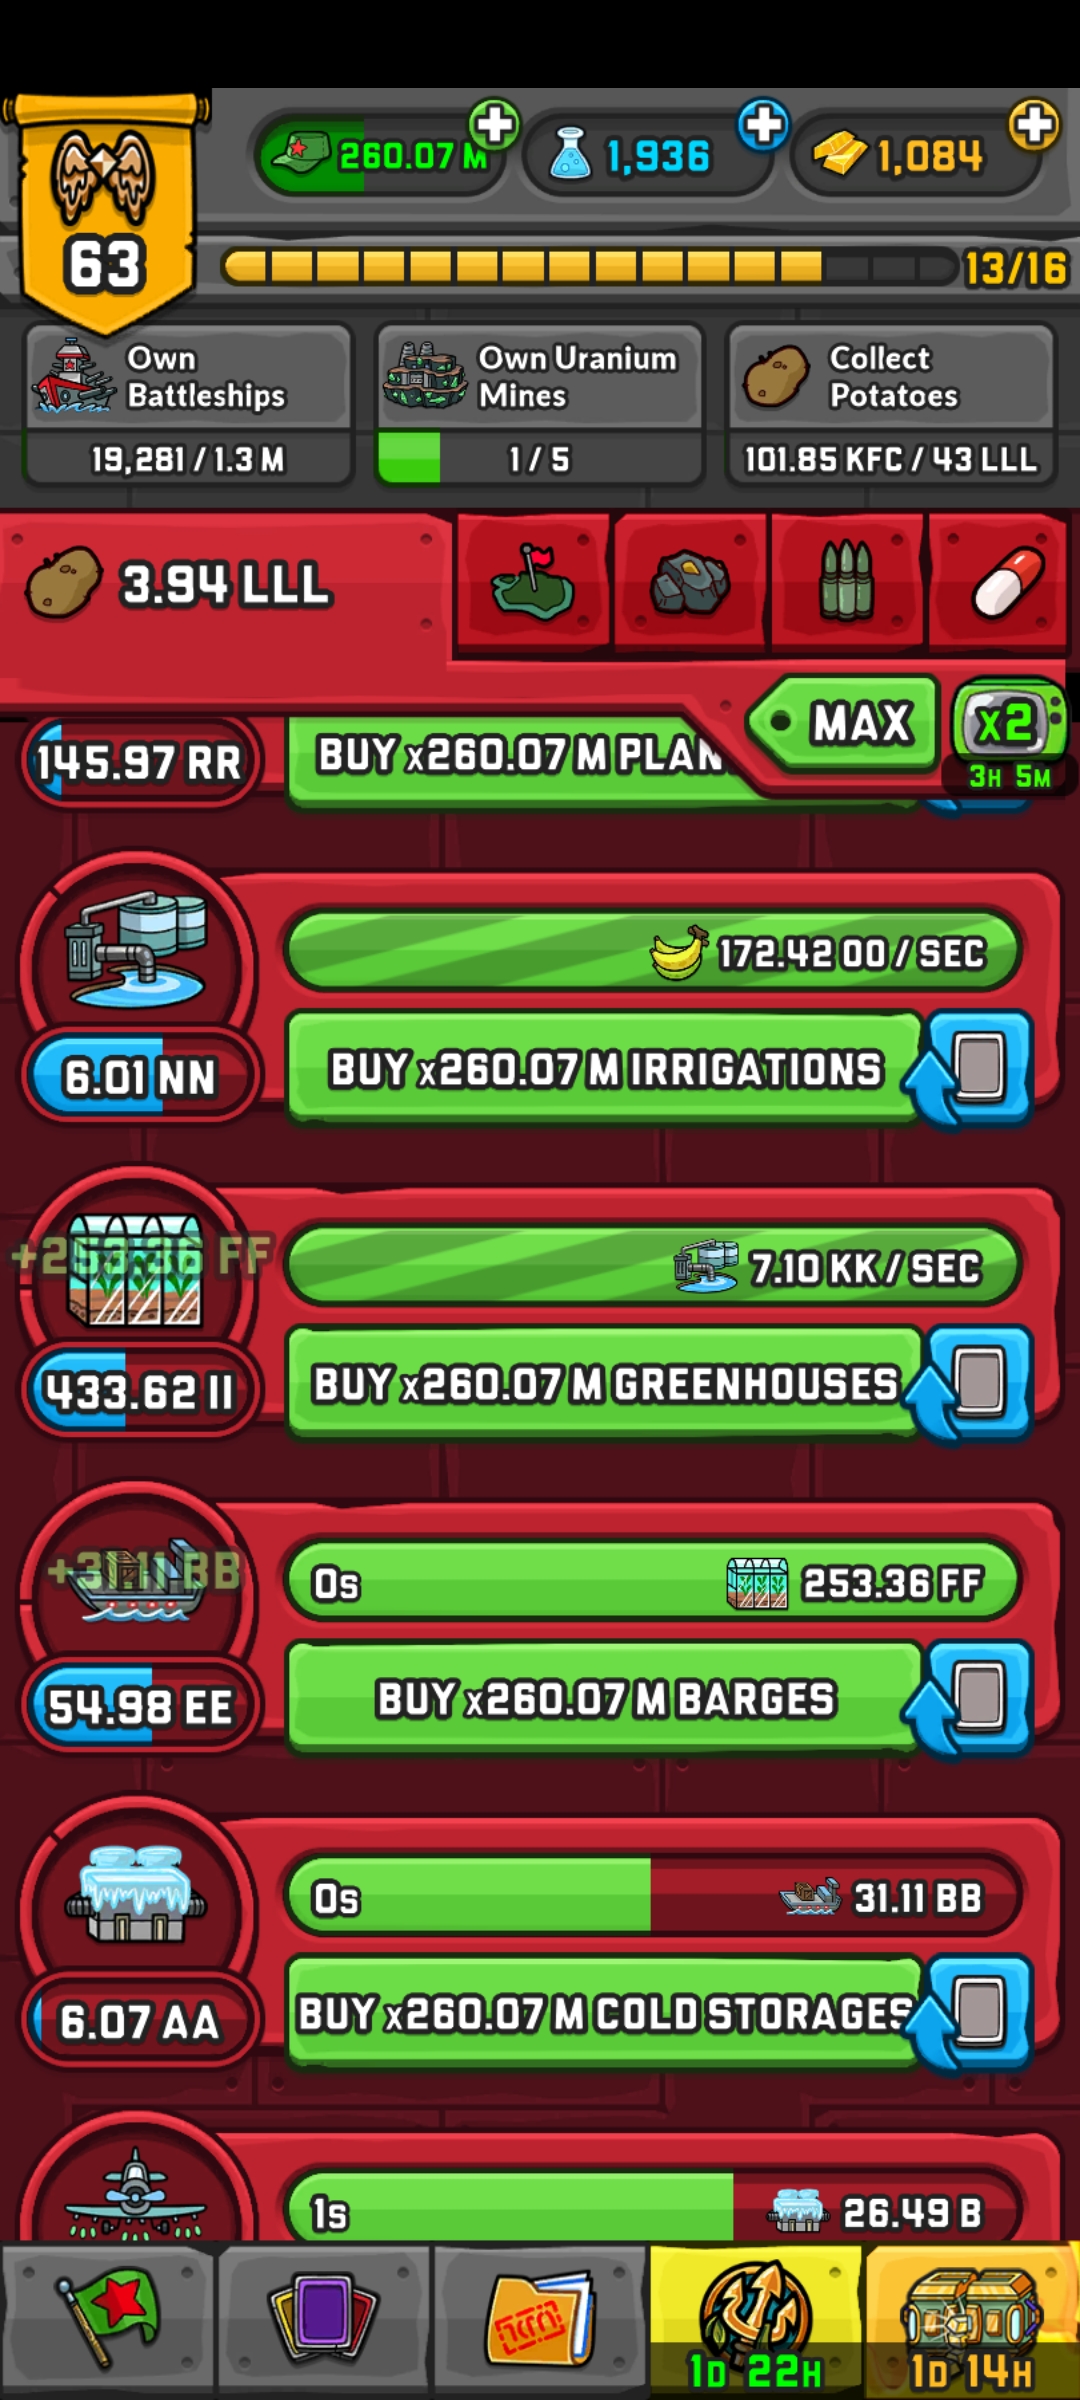 260.07 M
1,936
1,084
63
13/16
Own
Battleships
19,281 / 1.3 M
Own Uranium
Mines
1 / 5
Collect
Potatoes
101.85 KFC / 43 LLL
3.94 LLL
MAX
x2
3H 5M
145.97 RR
BUY x260.07 M PLAN
172.42 OO / SEC
6.01 NN
BUY x260.07 M IRRIGATIONS
+253.36 FF
7.10 KK / SEC
433.62 II
BUY x260.07 M GREENHOUSES
+31.11 BB
0s
253.36 FF
54.98 EE
BUY x260.07 M BARGES
0s
31.11 BB
6.07 AA
BUY x260.07 M COLD STORAGES
1s
26.49 B
1D 22H
1D 14H